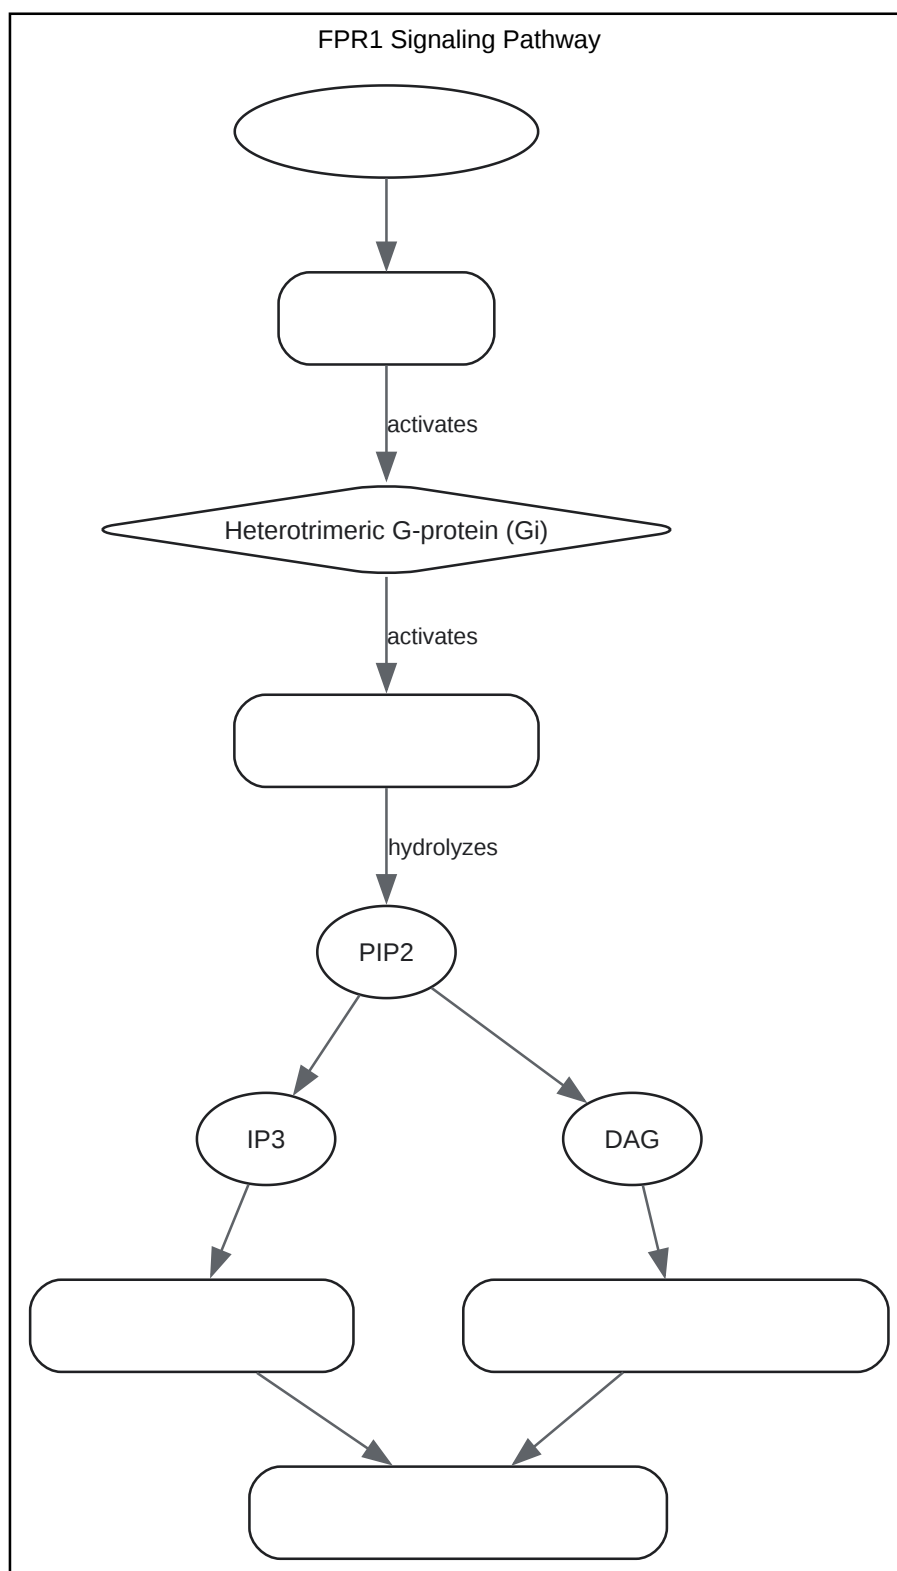 FPR1 Signaling Pathway
activates
Heterotrimeric G-protein (Gi)
activates
hydrolyzes
PIP2
IP3
DAG